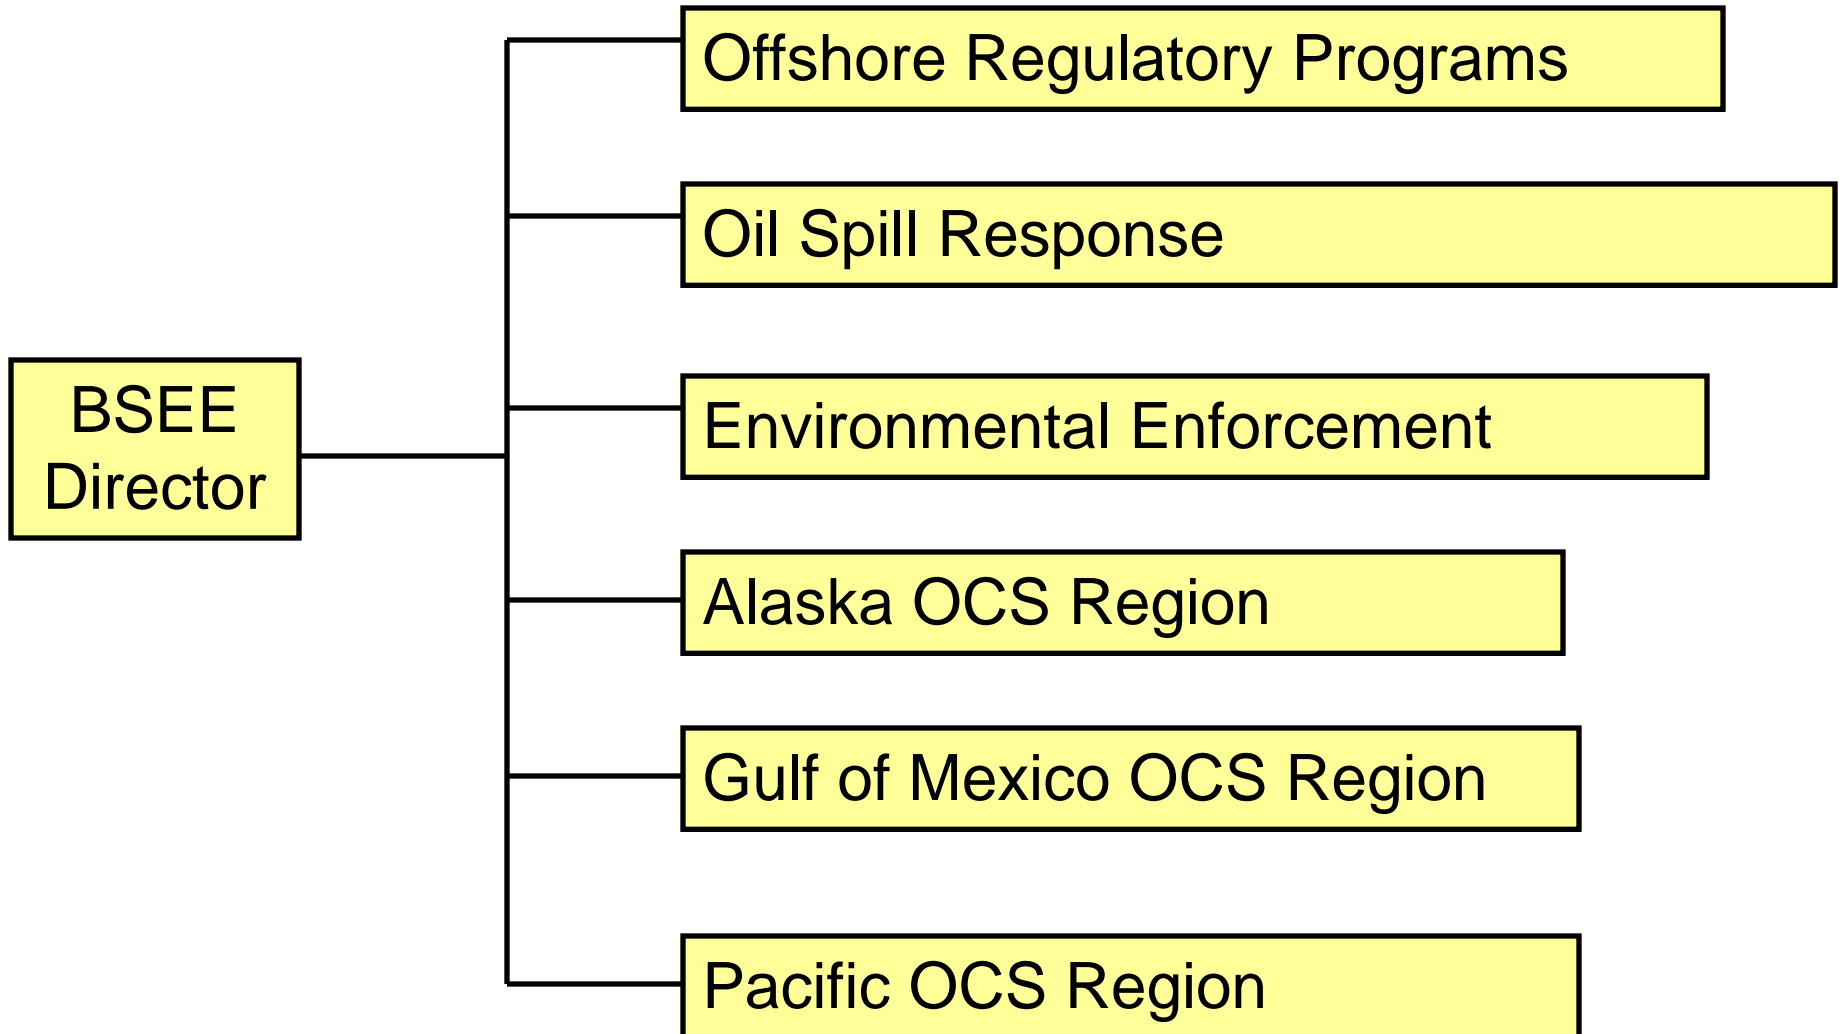 Offshore Regulatory Programs
Oil Spill Response
Environmental Enforcement
BSEE
Director
Alaska OCS Region
Gulf of Mexico OCS Region
Pacific OCS Region